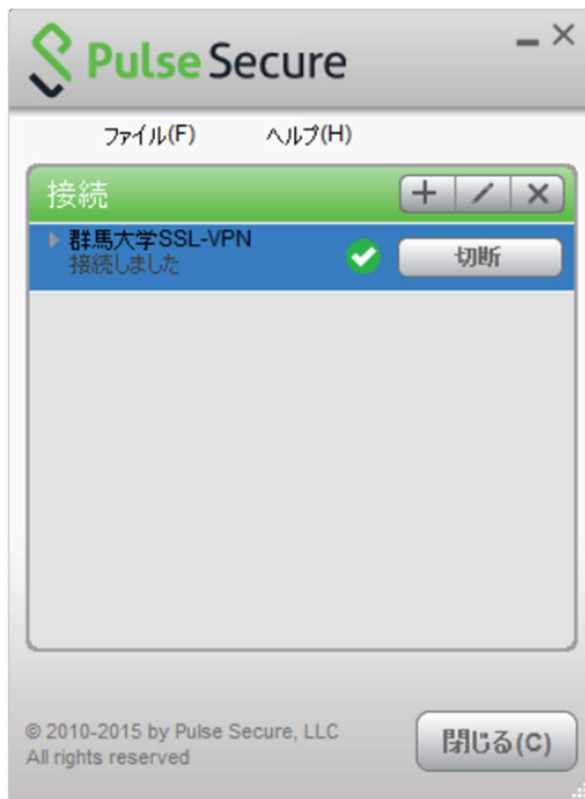 Pulse Secure
ファイル(F) ヘルプ(H)
接続
群馬大学SSL-VPN
接続しました
切断
© 2010-2015 by Pulse Secure, LLC
All rights reserved
閉じる(C)